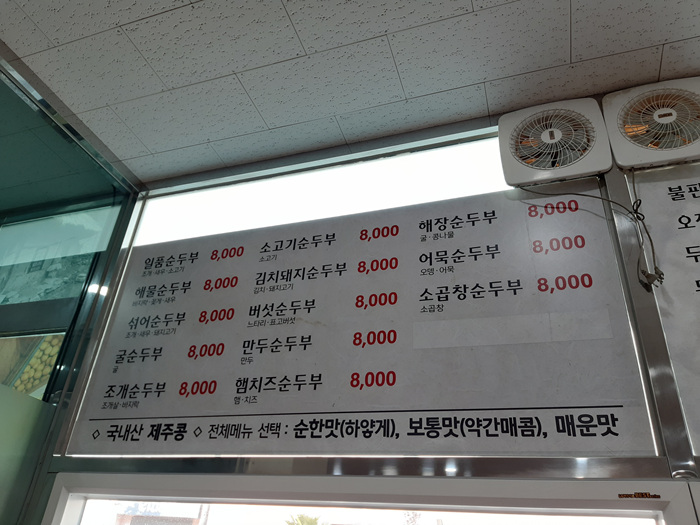 일품순두부 8,000
조개·새우·소고기
해물순두부 8,000
바지락·꽃게·새우
섞어순두부 8,000
조개·새우·돼지고기
굴순두부 8,000
굴
조개순두부 8,000
조개살·바지락
소고기순두부 8,000
소고기
김치돼지순두부 8,000
김치·돼지고기
버섯순두부 8,000
느타리·표고버섯
만두순두부 8,000
만두
햄치즈순두부 8,000
햄·치즈
해장순두부 8,000
굴·콩나물
어묵순두부 8,000
오뎅·어묵
소곱창순두부 8,000
소곱창
◇ 국내산 제주콩 ◇ 전체메뉴 선택 : 순한맛(하얗게), 보통맛(약간매콤), 매운맛
불판
오
두